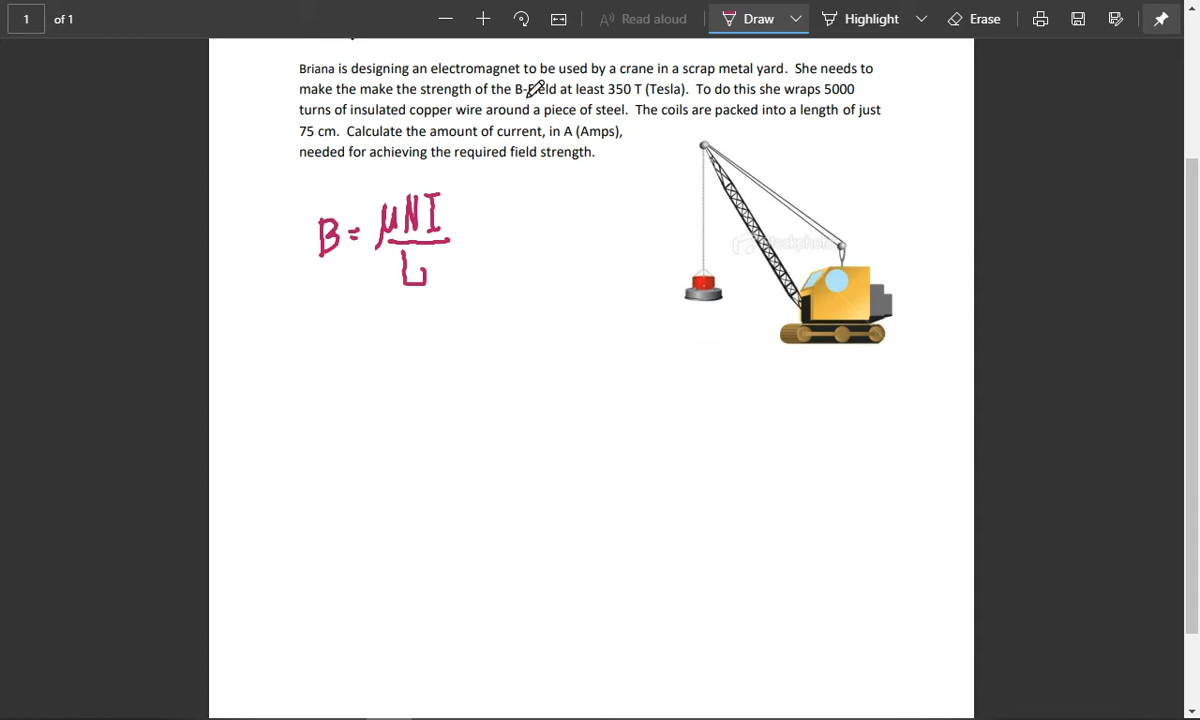 1 of 1 Read aloud Draw Highlight Erase
Briana is designing an electromagnet to be used by a crane in a scrap metal yard. She needs to
make the make the strength of the B-Field at least 350 T (Tesla). To do this she wraps 5000
turns of insulated copper wire around a piece of steel. The coils are packed into a length of just
75 cm. Calculate the amount of current, in A (Amps),
needed for achieving the required field strength.
B = μNI
L